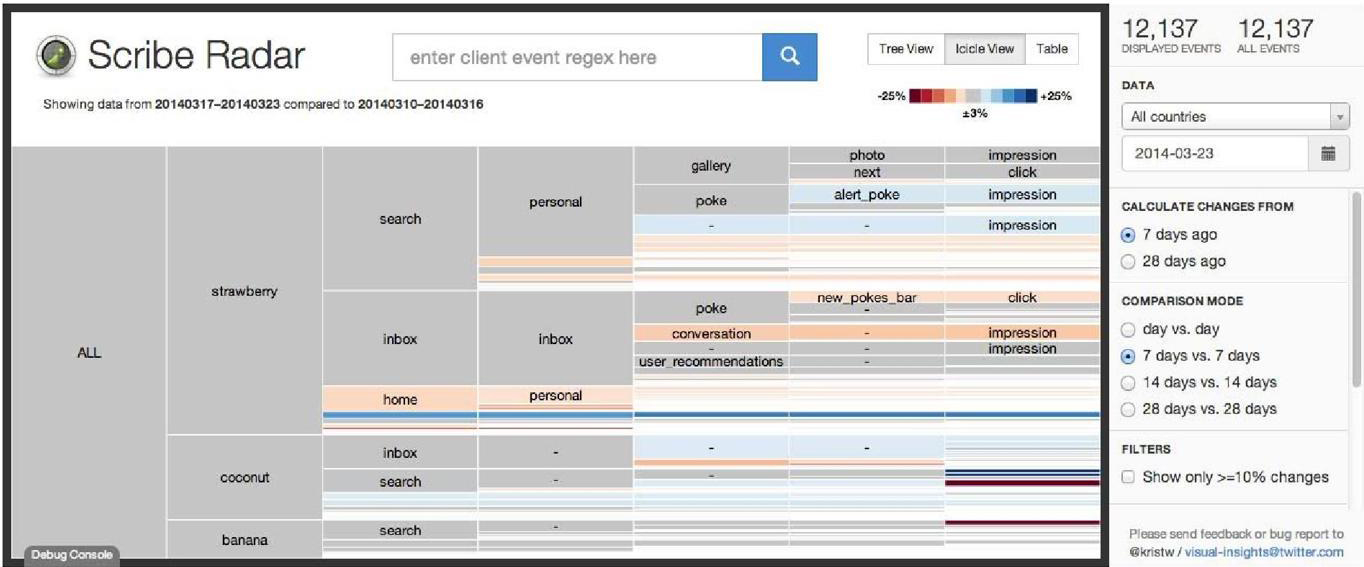 Scribe Radar
enter client event regex here
Tree View Icicle View Table
-25% +25%
±3%
Showing data from 20140317–20140323 compared to 20140310–20140316
ALL
strawberry
search
personal
gallery
photo impression
next click
poke
alert_poke impression
- - impression
inbox
inbox
poke
new_pokes_bar click
-
conversation - impression
- - impression
user_recommendations -
home personal
coconut
inbox - - -
search - -
banana
search -
Debug Console
12,137 12,137
DISPLAYED EVENTS ALL EVENTS
DATA
All countries
2014-03-23
CALCULATE CHANGES FROM
7 days ago
28 days ago
COMPARISON MODE
day vs. day
7 days vs. 7 days
14 days vs. 14 days
28 days vs. 28 days
FILTERS
Show only >=10% changes
Please send feedback or bug report to
@kristw / visual-insights@twitter.com